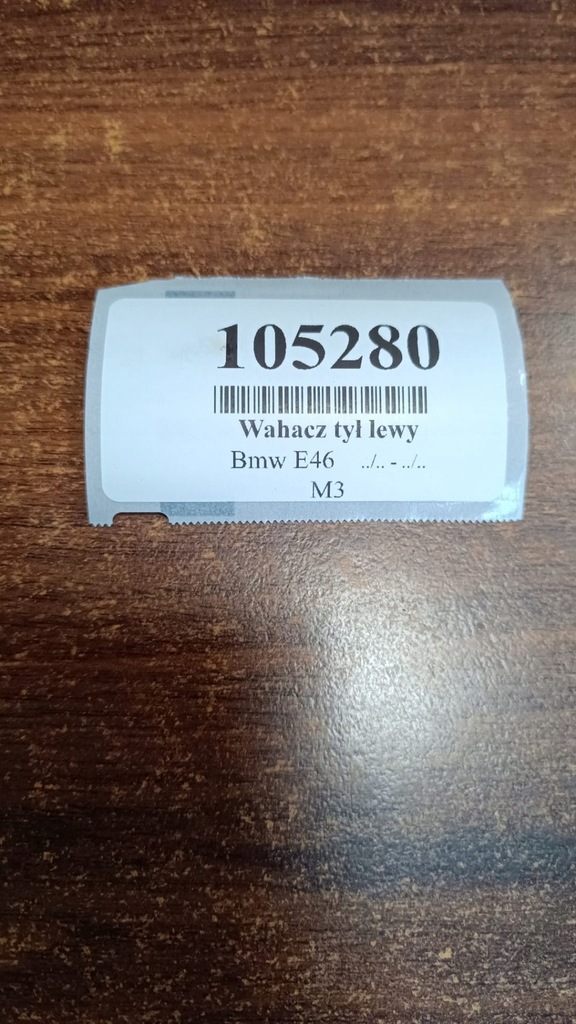 105280
Wahacz tył lewy
Bmw E46 ../.. - ../..
M3